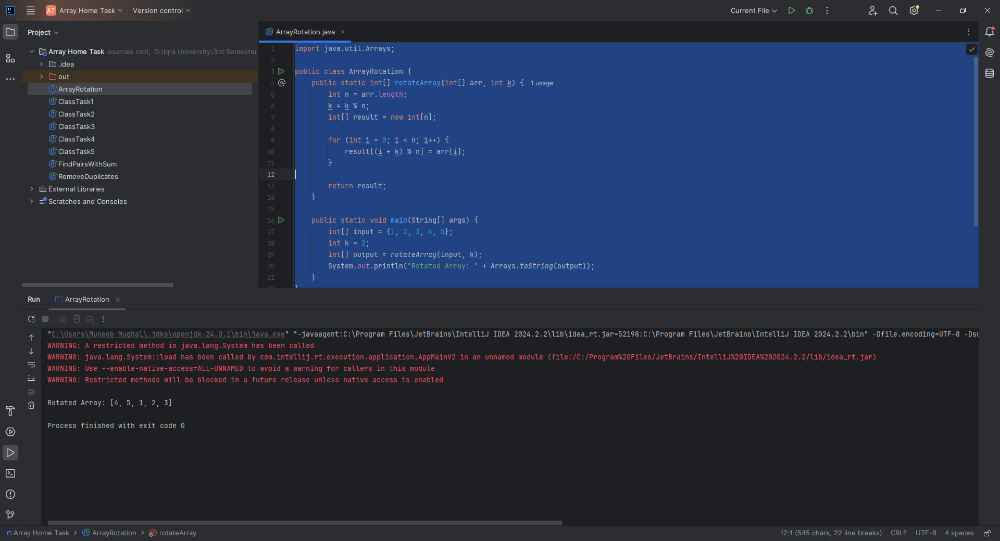 AT Array Home Task Version control Current File
Project
ArrayRotation.java
Array Home Task sources root, D:\Iqra University\3rd Semester
.idea
out
ArrayRotation
ClassTask1
ClassTask2
ClassTask3
ClassTask4
ClassTask5
FindPairsWithSum
RemoveDuplicates
External Libraries
Scratches and Consoles
1 import java.util.Arrays;
2
3 public class ArrayRotation {
4 @ public static int[] rotateArray(int[] arr, int k) { 1 usage
5 int n = arr.length;
6 k = k % n;
7 int[] result = new int[n];
8
9 for (int i = 0; i < n; i++) {
10 result[(i + k) % n] = arr[i];
11 }
12
13 return result;
14 }
15
16 public static void main(String[] args) {
17 int[] input = {1, 2, 3, 4, 5};
18 int k = 2;
19 int[] output = rotateArray(input, k);
20 System.out.println("Rotated Array: " + Arrays.toString(output));
21 }
Run ArrayRotation
"C:\Users\Muneeb Mughal\.jdks\openjdk-24.0.1\bin\java.exe" "-javaagent:C:\Program Files\JetBrains\IntelliJ IDEA 2024.2.2\lib\idea_rt.jar=52198:C:\Program Files\JetBrains\IntelliJ IDEA 2024.2.2\bin" -Dfile.encoding=UTF-8 -Dsu
WARNING: A restricted method in java.lang.System has been called
WARNING: java.lang.System::load has been called by com.intellij.rt.execution.application.AppMainV2 in an unnamed module (file:/C:/Program%20Files/JetBrains/IntelliJ%20IDEA%202024.2.2/lib/idea_rt.jar)
WARNING: Use --enable-native-access=ALL-UNNAMED to avoid a warning for callers in this module
WARNING: Restricted methods will be blocked in a future release unless native access is enabled
Rotated Array: [4, 5, 1, 2, 3]
Process finished with exit code 0
Array Home Task > ArrayRotation > rotateArray 12:1 (545 chars, 22 line breaks) CRLF UTF-8 4 spaces